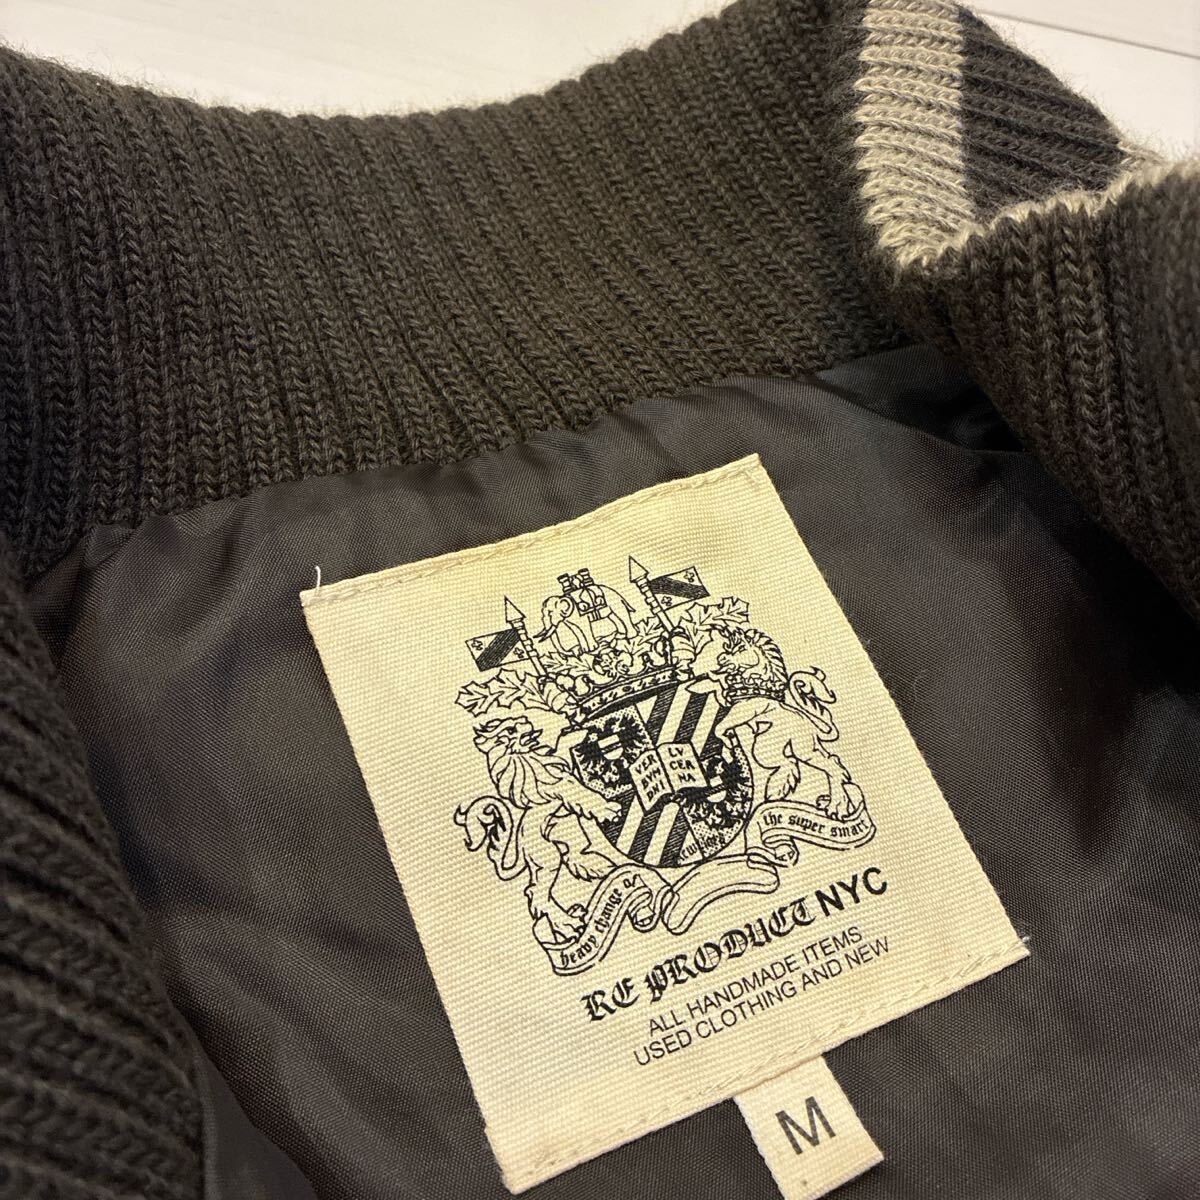 VER
BVM
DNI
LV
CER
NA
heavy change of
the super smart
RE PRODUCT NYC
ALL HANDMADE ITEMS
USED CLOTHING AND NEW
M